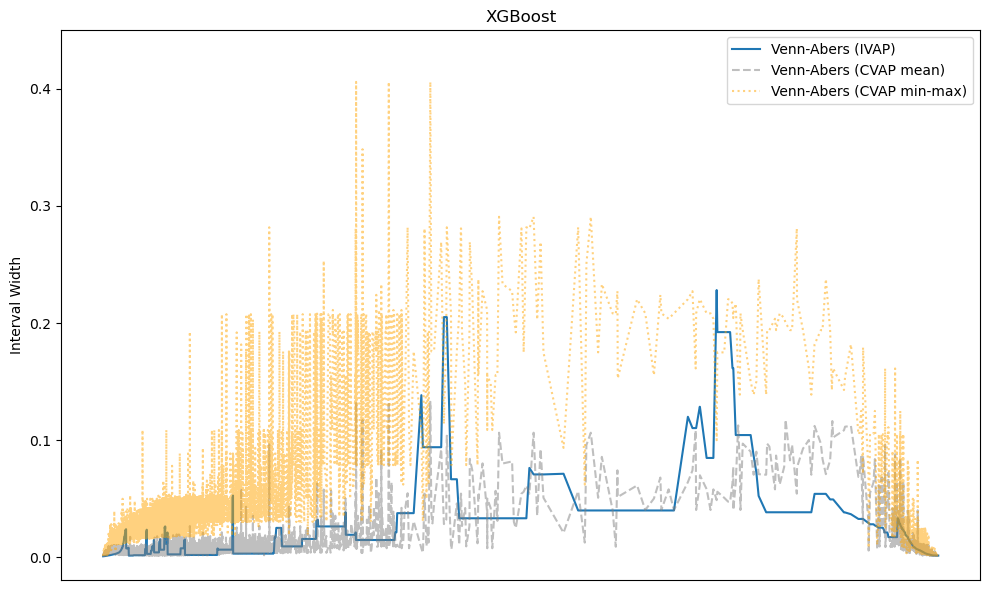 XGBoost
Venn-Abers (IVAP)
Venn-Abers (CVAP mean)
Venn-Abers (CVAP min-max)
Interval Width
0.4
0.3
0.2
0.1
0.0